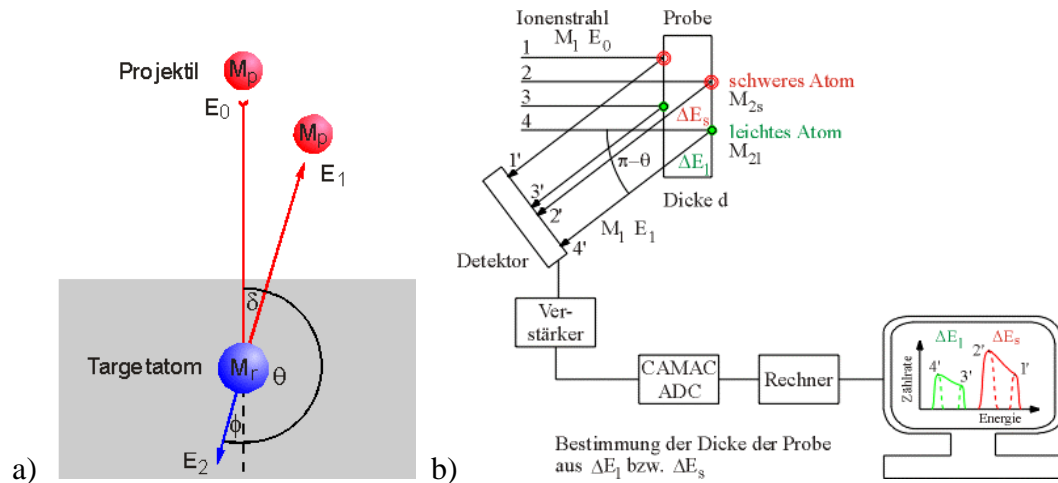 a)
Projektil
Mp
E0
Mp
E1
δ
Targetatom
Mr
θ
ϕ
E2
b)
Ionenstrahl
Probe
M1 E0
1
2
3
4
schweres Atom
M2s
ΔEs
leichtes Atom
M2l
π−θ
ΔEl
1'
3'
2'
4'
M1 E1
Dicke d
Detektor
Ver-
stärker
CAMAC
ADC
Rechner
Zählrate
ΔEl
ΔEs
4'
3'
2'
1'
Energie
Bestimmung der Dicke der Probe
aus ΔEl bzw. ΔEs